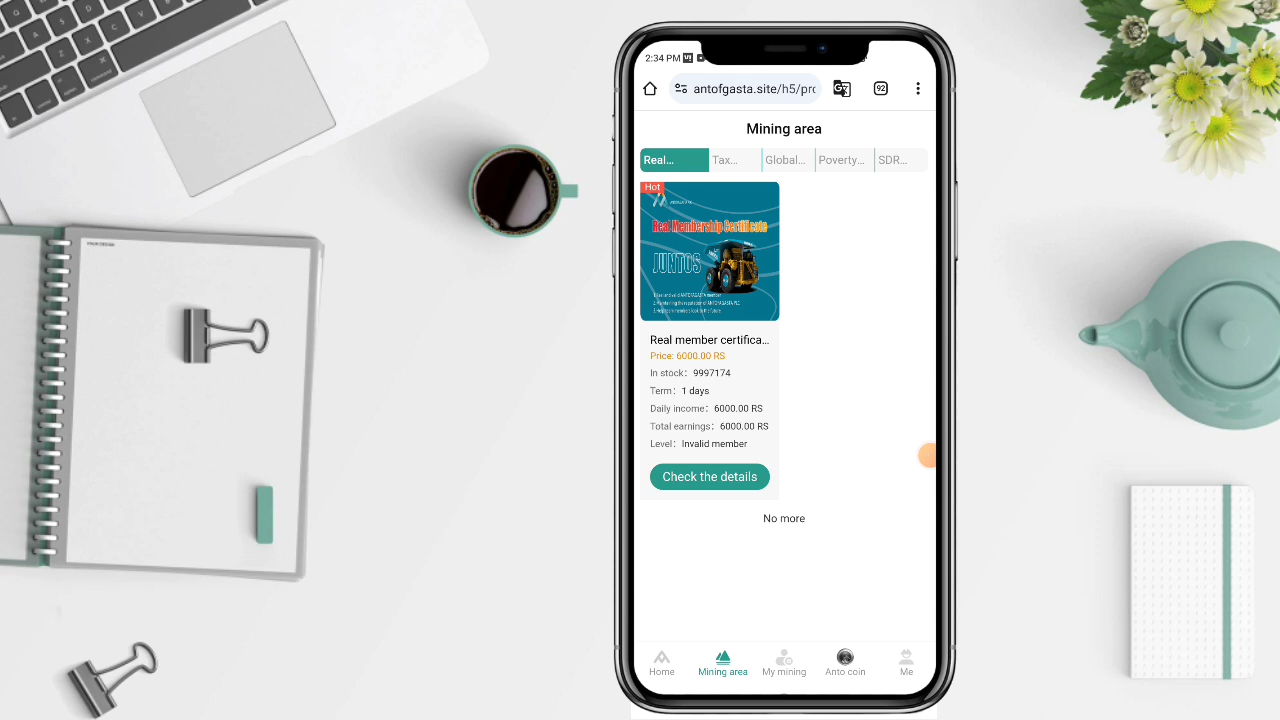 2:34 PM
antofgasta.site/h5/pro
92
Mining area
Real...
Tax...
Global...
Poverty...
SDR...
Hot
Real Membership Certificate
JUNTOS
Real member certifica...
Price: 6000.00 RS
In stock: 9997174
Term: 1 days
Daily income: 6000.00 RS
Total earnings: 6000.00 RS
Level: Invalid member
Check the details
No more
Home
Mining area
My mining
Anto coin
Me